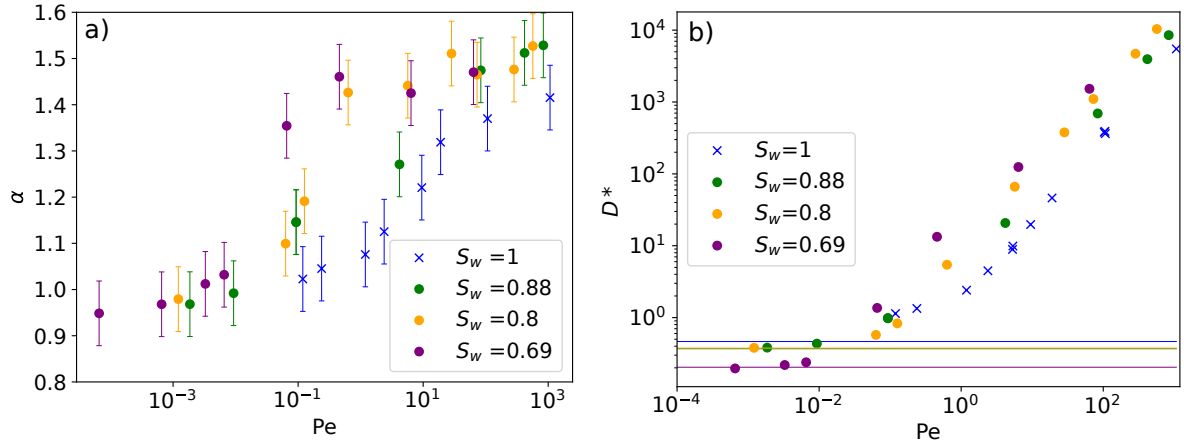 a)
1.6
1.5
1.4
1.3
1.2
1.1
1.0
0.9
0.8
α
10⁻³
10⁻¹
10¹
10³
Pe
S_w =1
S_w =0.88
S_w =0.8
S_w =0.69
b)
10⁴
10³
10²
10¹
10⁰
D*
10⁻⁴
10⁻²
10⁰
10²
Pe
S_w=1
S_w=0.88
S_w=0.8
S_w=0.69